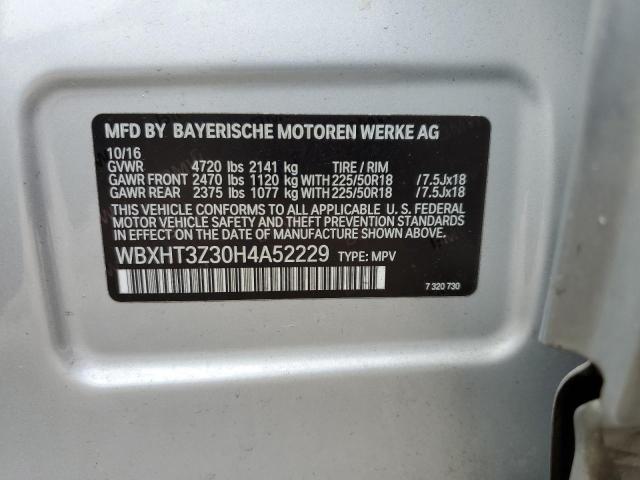 MFD BY BAYERISCHE MOTOREN WERKE AG
10/16
GVWR 4720 lbs 2141 kg TIRE / RIM
GAWR FRONT 2470 lbs 1120 kg WITH 225/50R18 /7.5Jx18
GAWR REAR 2375 lbs 1077 kg WITH 225/50R18 /7.5Jx18
THIS VEHICLE CONFORMS TO ALL APPLICABLE U. S. FEDERAL
MOTOR VEHICLE SAFETY AND THEFT PREVENTION STANDARDS
IN EFFECT ON THE DATE OF MANUFACTURE SHOWN ABOVE.
WBXHT3Z30H4A52229 TYPE: MPV
7 320 730